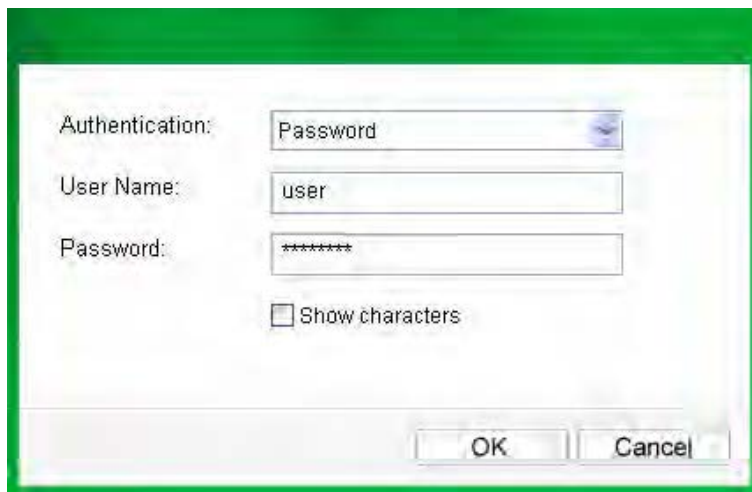 Authentication: Password
User Name: user
Password: ********
Show characters
OK Cancel